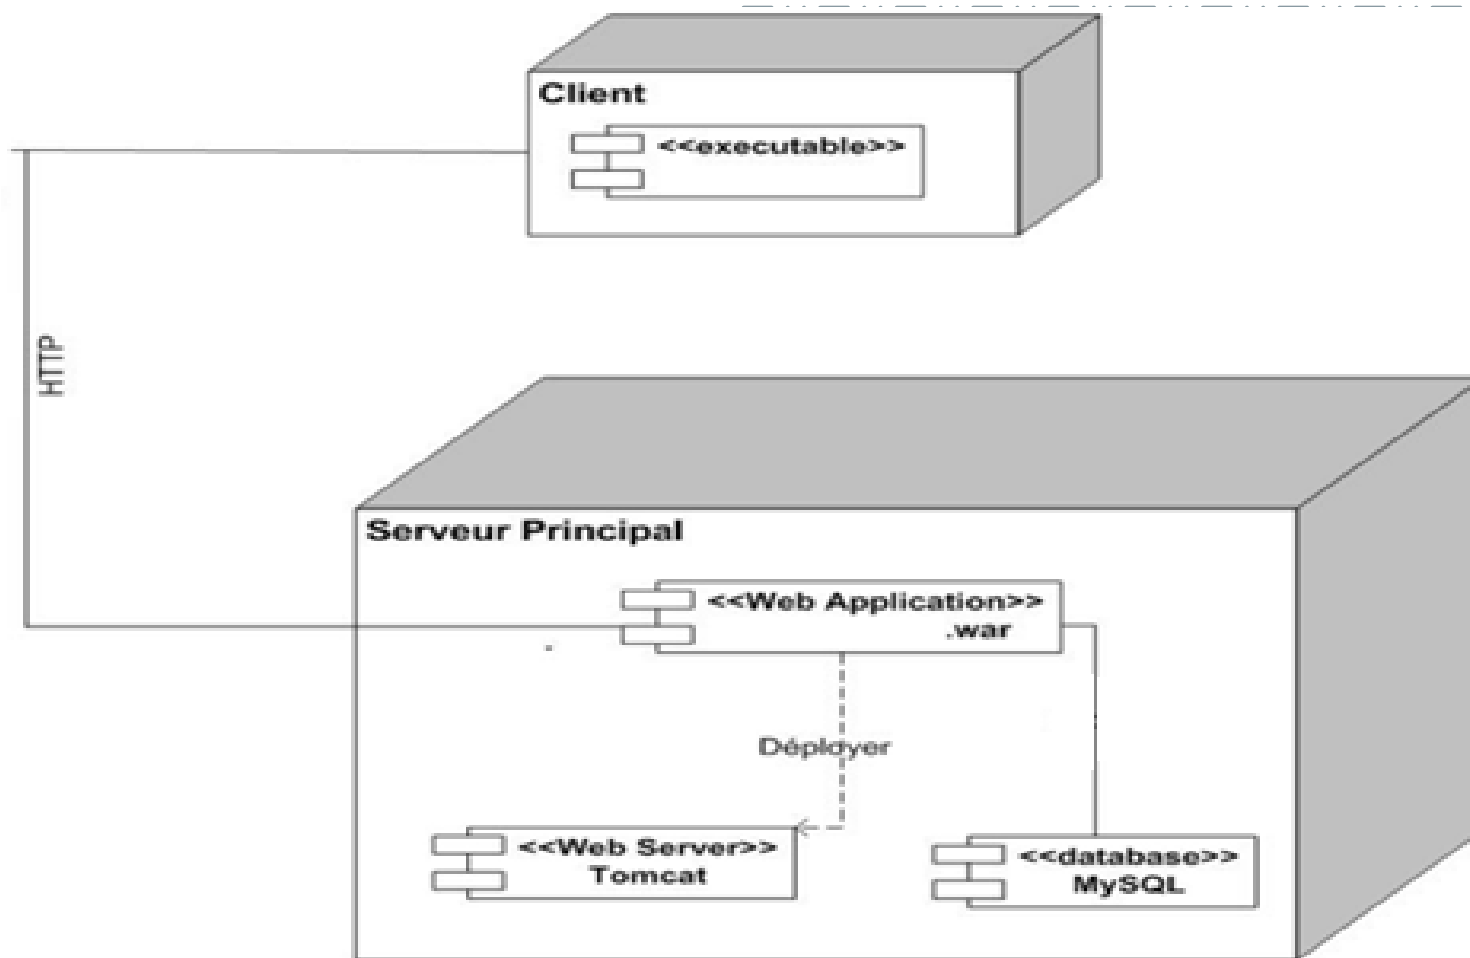 Client
<<executable>>
HTTP
Serveur Principal
<<Web Application>>
.war
Déployer
<<Web Server>>
Tomcat
<<database>>
MySQL